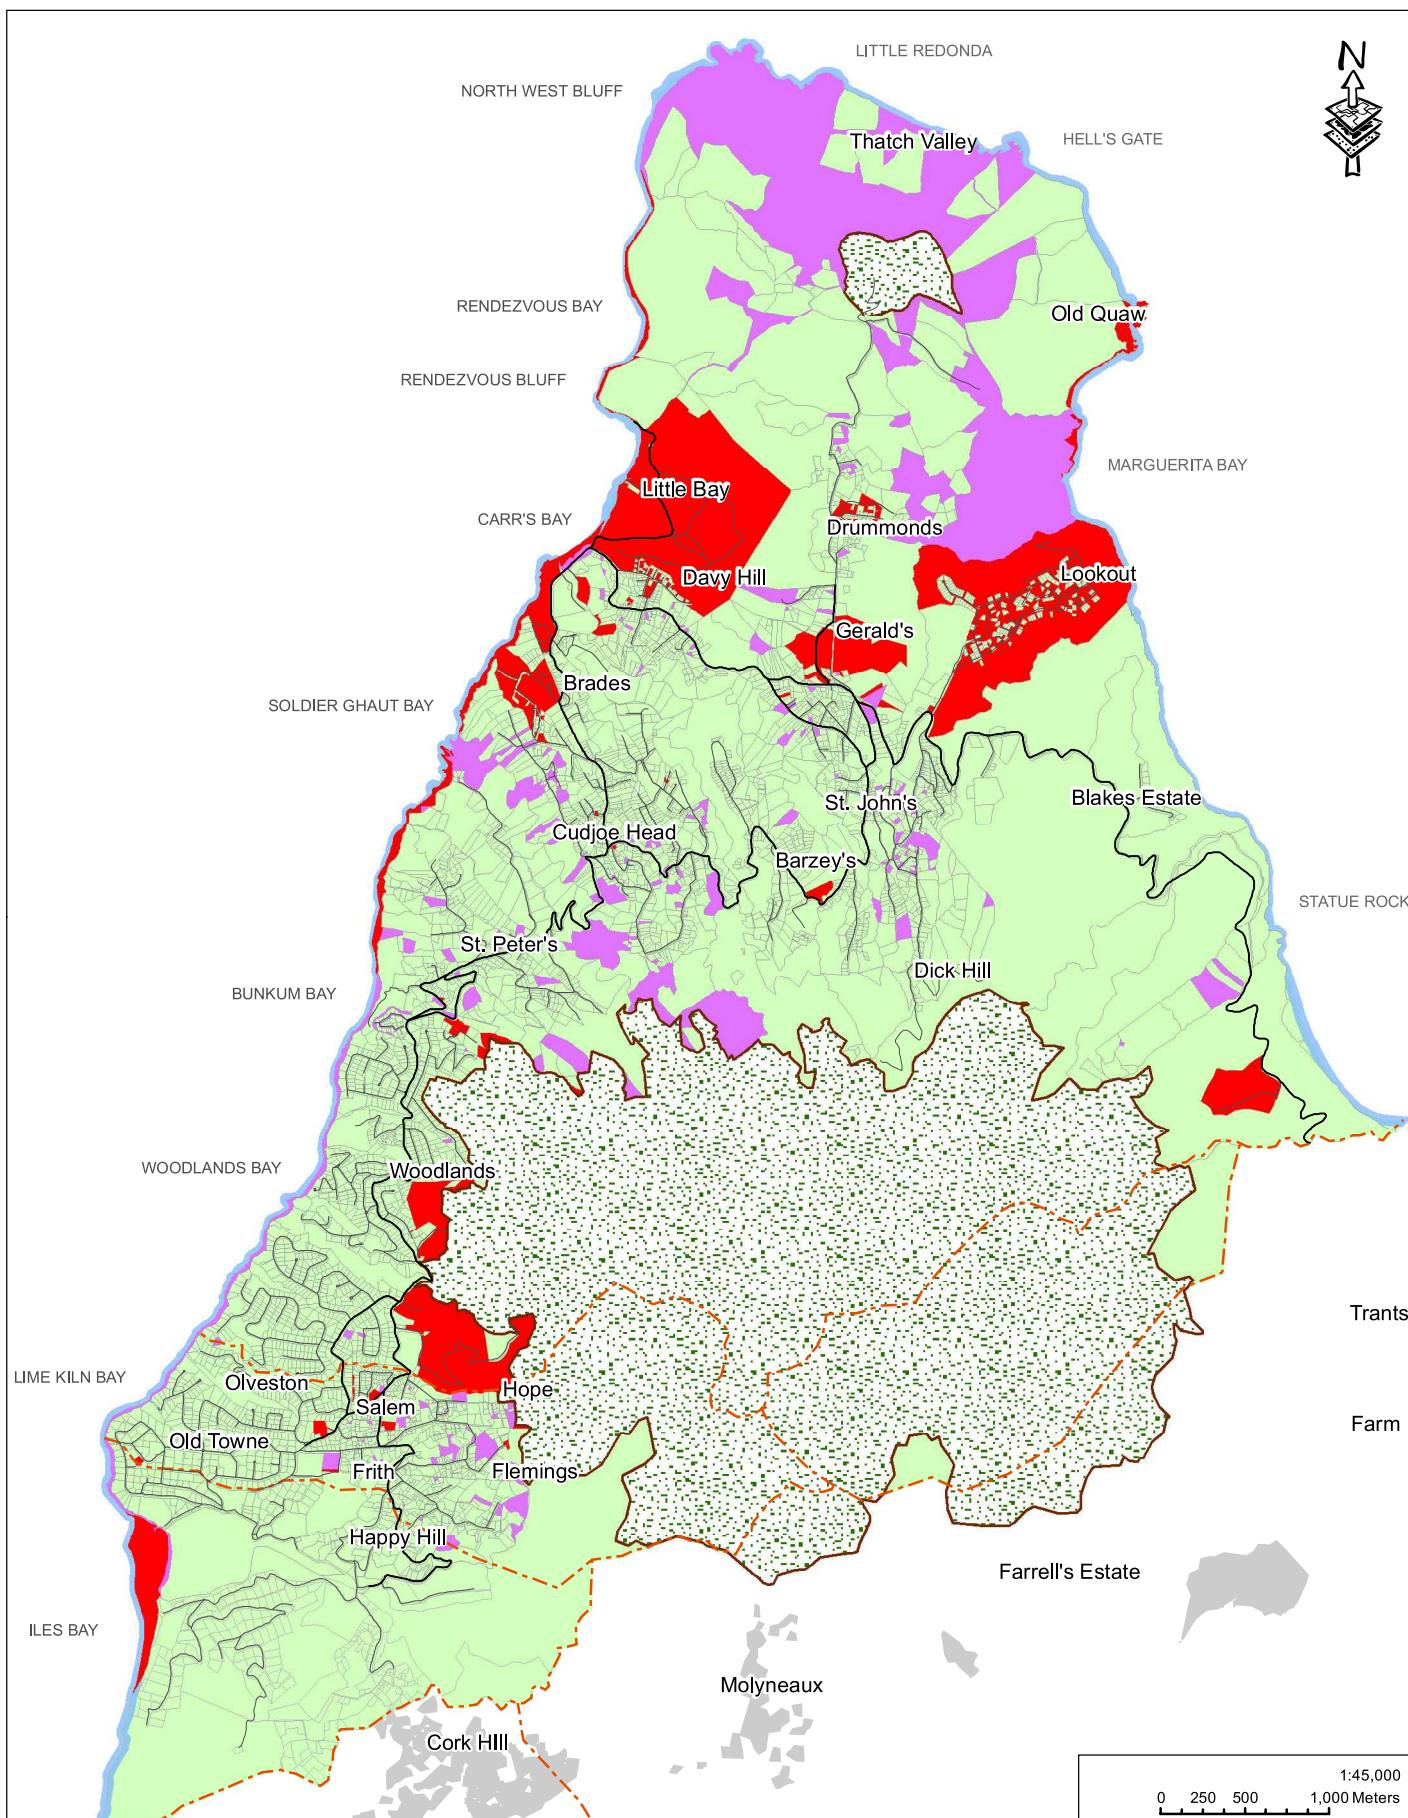 LITTLE REDONDA
N
NORTH WEST BLUFF
HELL'S GATE
Thatch Valley
RENDEZVOUS BAY
Old Quaw
RENDEZVOUS BLUFF
MARGUERITA BAY
Little Bay
CARR'S BAY
Drummonds
Davy Hill
Lookout
Gerald's
Brades
SOLDIER GHAUT BAY
Blakes Estate
St. John's
Cudjoe Head
Barzey's
STATUE ROCK
St. Peter's
Dick Hill
BUNKUM BAY
WOODLANDS BAY
Woodlands
Trants
LIME KILN BAY
Olveston
Hope
Salem
Farm
Old Towne
Frith
Flemings
Happy Hill
Farrell's Estate
ILES BAY
Molyneaux
Cork Hill
1:45,000
0 250 500 1,000 Meters